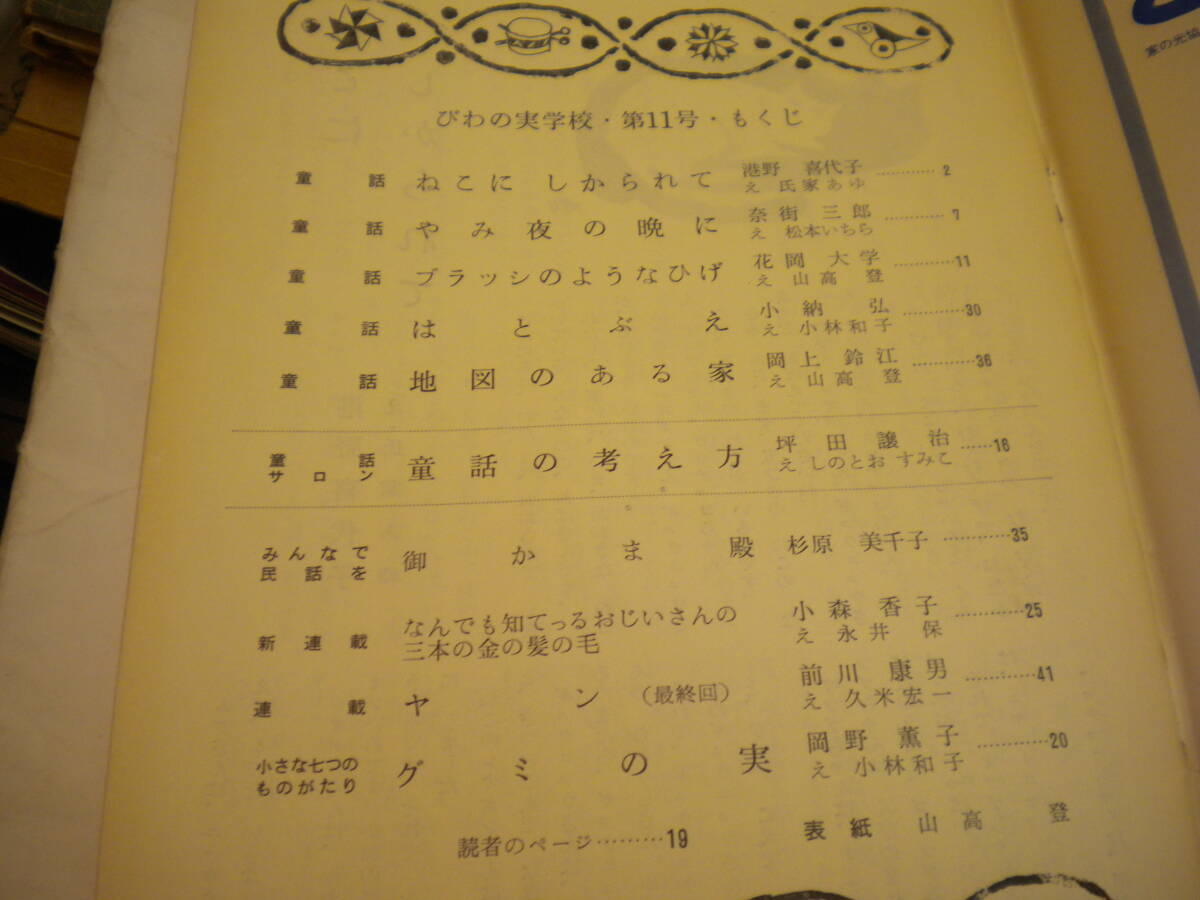 びわの実学校・第11号・もくじ
童話 ねこに しかられて 港野 喜代子 ………… 2
え 氏家あゆ
童話 やみ夜の晩に 奈街 三郎 ………… 7
え 松本いちら
童話 ブラッシのようなひげ 花岡 大学 ………… 11
え 山高 登
童話 はとぶえ 小納 弘 ………… 30
え 小林和子
童話 地図のある家 岡上 鈴江 ………… 36
え 山高 登
童話サロン 童話の考え方 坪田 譲治 …… 16
え しのとお すみこ
みんなで民話を 御かま殿 杉原 美千子 ………… 35
新連載 なんでも知てっるおじいさんの 小森 香子 ………… 25
三本の金の髪の毛 え 永井 保
連載 ヤン (最終回) 前川 康男 ………… 41
え 久米宏一
小さな七つのものがたり グミの実 岡野 薫子 ………… 20
え 小林和子
読者のページ ……… 19
表紙 山高 登
家の光協